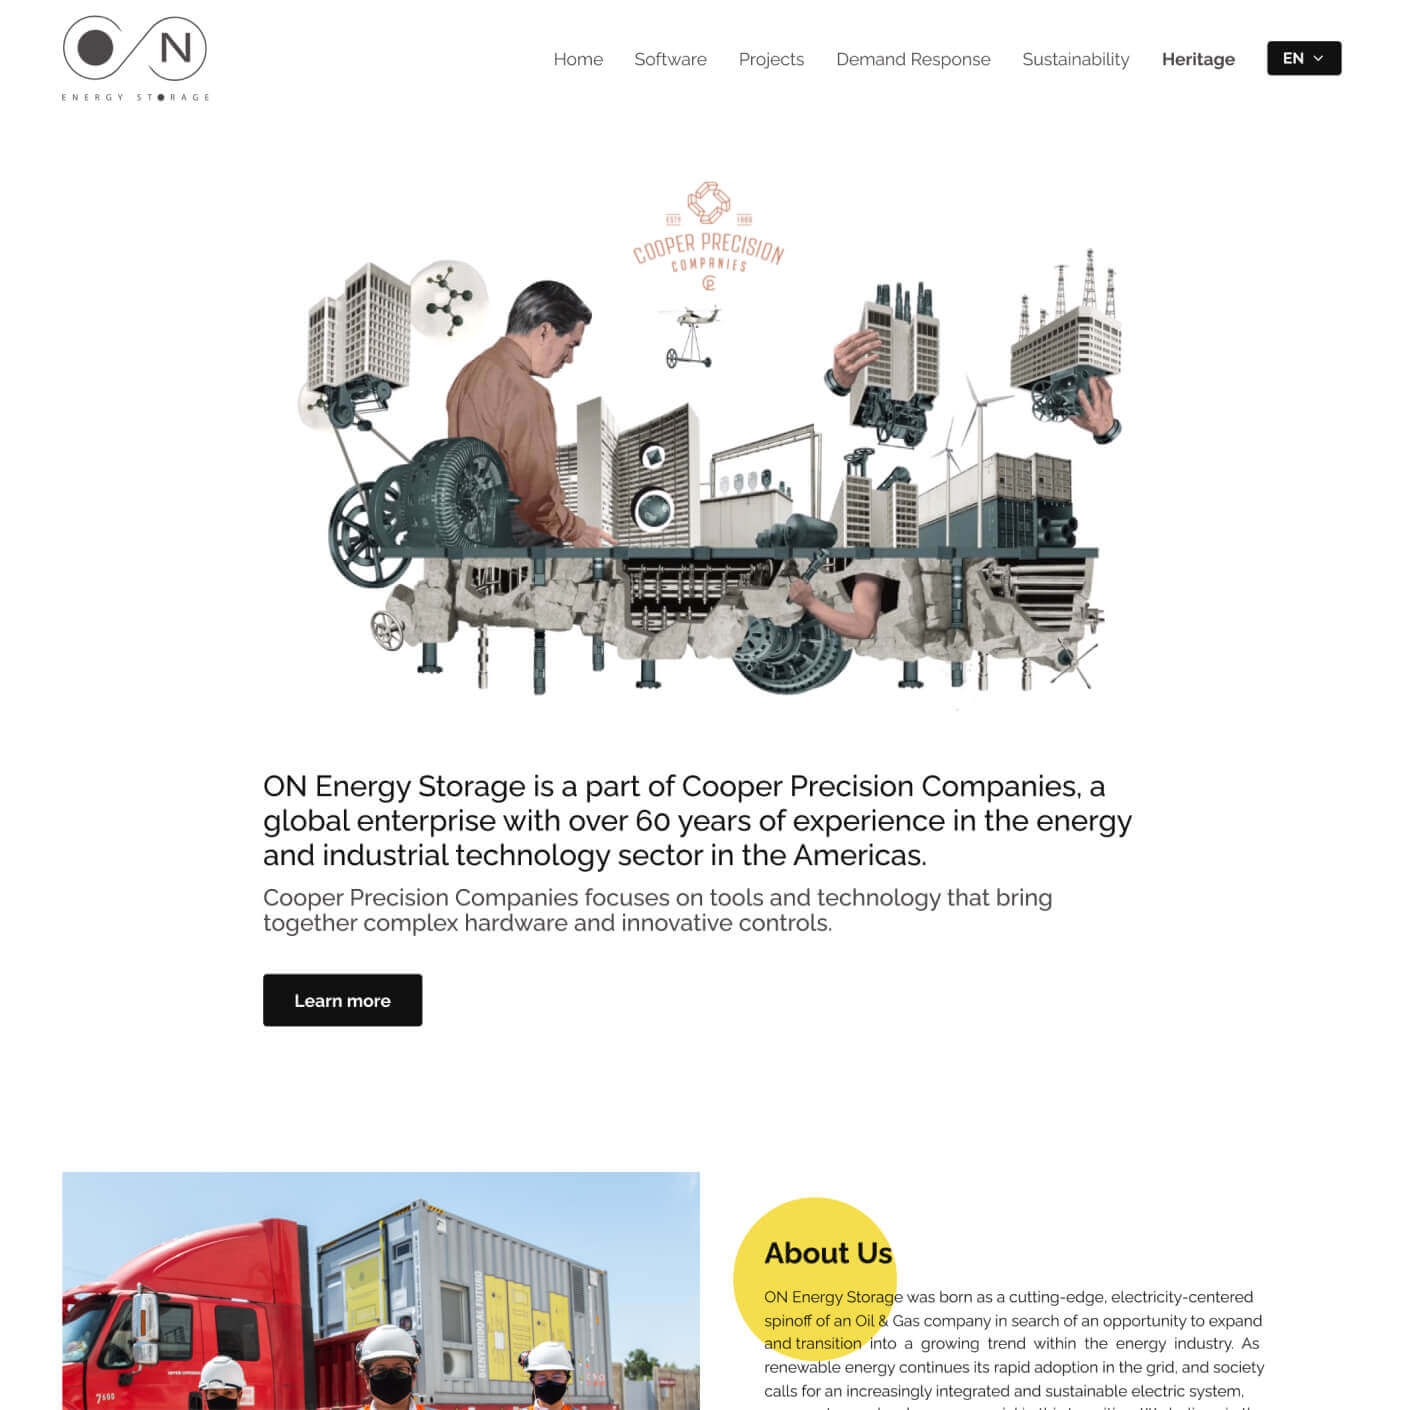 ON
ENERGY STORAGE
Home Software Projects Demand Response Sustainability Heritage EN
COOPER PRECISION
COMPANIES
ON Energy Storage is a part of Cooper Precision Companies, a
global enterprise with over 60 years of experience in the energy
and industrial technology sector in the Americas.
Cooper Precision Companies focuses on tools and technology that bring
together complex hardware and innovative controls.
Learn more
BIENVENIDO AL FUTURO
7600
About Us
ON Energy Storage was born as a cutting-edge, electricity-centered
spinoff of an Oil & Gas company in search of an opportunity to expand
and transition into a growing trend within the energy industry. As
renewable energy continues its rapid adoption in the grid, and society
calls for an increasingly integrated and sustainable electric system,